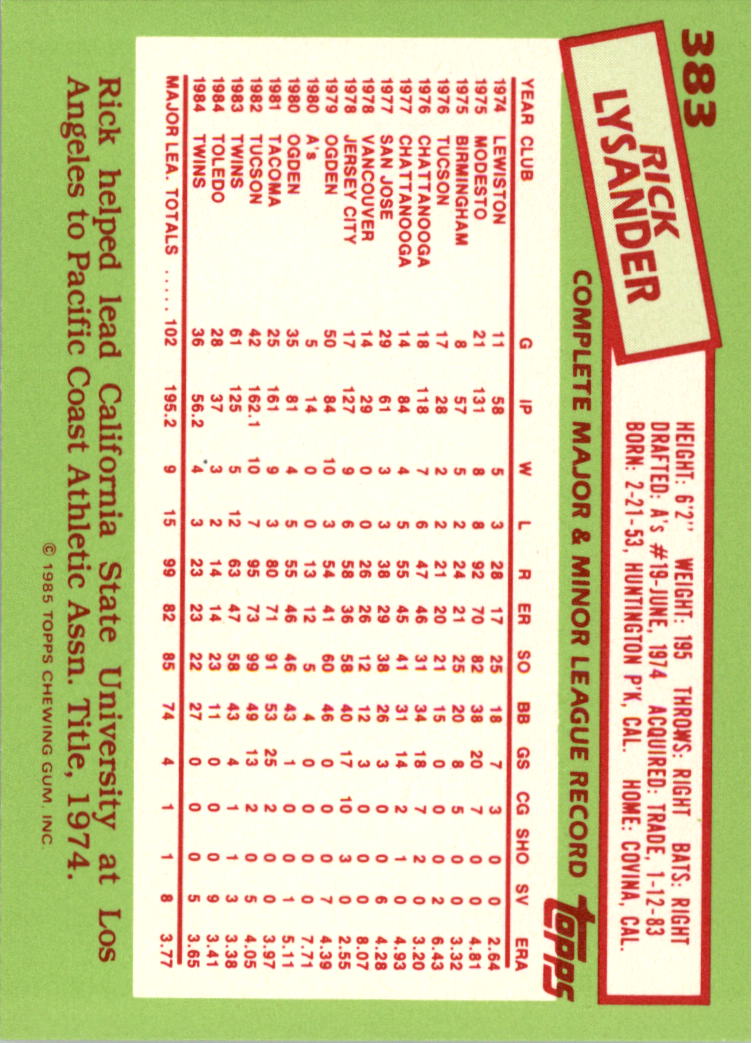 383
RICK
LYSANDER
HEIGHT: 6'2" WEIGHT: 195 THROWS: RIGHT BATS: RIGHT
DRAFTED: A's #19-JUNE, 1974 ACQUIRED: TRADE, 1-12-83
BORN: 2-21-53, HUNTINGTON P'K, CAL. HOME: COVINA, CAL.
COMPLETE MAJOR & MINOR LEAGUE RECORD topps
YEAR CLUB G IP W L R ER SO BB GS CG SHO SV ERA
1974 LEWISTON 11 58 5 3 28 17 25 18 7 3 0 0 2.64
1975 MODESTO 21 131 8 8 92 70 82 38 20 7 0 0 4.81
1975 BIRMINGHAM 8 57 5 2 24 21 25 20 8 5 0 0 3.32
1976 TUCSON 17 28 2 2 21 20 21 15 0 0 0 2 6.43
1976 CHATTANOOGA 18 118 7 6 47 46 31 34 18 7 2 0 3.20
1977 CHATTANOOGA 14 84 4 5 55 45 41 31 14 2 1 0 4.93
1977 SAN JOSE 29 61 3 3 38 29 38 26 3 0 0 6 4.28
1978 VANCOUVER 14 29 0 0 26 26 12 12 3 0 0 0 8.07
1978 JERSEY CITY 17 127 9 6 58 36 58 40 17 10 3 0 2.55
1979 OGDEN 50 84 10 3 54 41 60 46 0 0 0 7 4.39
1980 A's 5 14 0 0 13 12 5 4 0 0 0 0 7.71
1980 OGDEN 35 81 4 5 55 46 46 43 1 0 0 1 5.11
1981 TACOMA 25 161 9 3 80 71 91 53 25 2 0 0 3.97
1982 TUCSON 42 162.1 10 7 95 73 99 49 13 2 0 5 4.05
1983 TWINS 61 125 5 12 63 47 58 43 4 1 1 3 3.38
1984 TOLEDO 28 37 3 2 14 14 23 11 0 0 0 9 3.41
1984 TWINS 36 56.2 4 3 23 23 22 27 0 0 0 5 3.65
MAJOR LEA. TOTALS ..... 102 195.2 9 15 99 82 85 74 4 1 1 8 3.77
Rick helped lead California State University at Los
Angeles to Pacific Coast Athletic Assn. Title, 1974.
© 1985 TOPPS CHEWING GUM, INC.